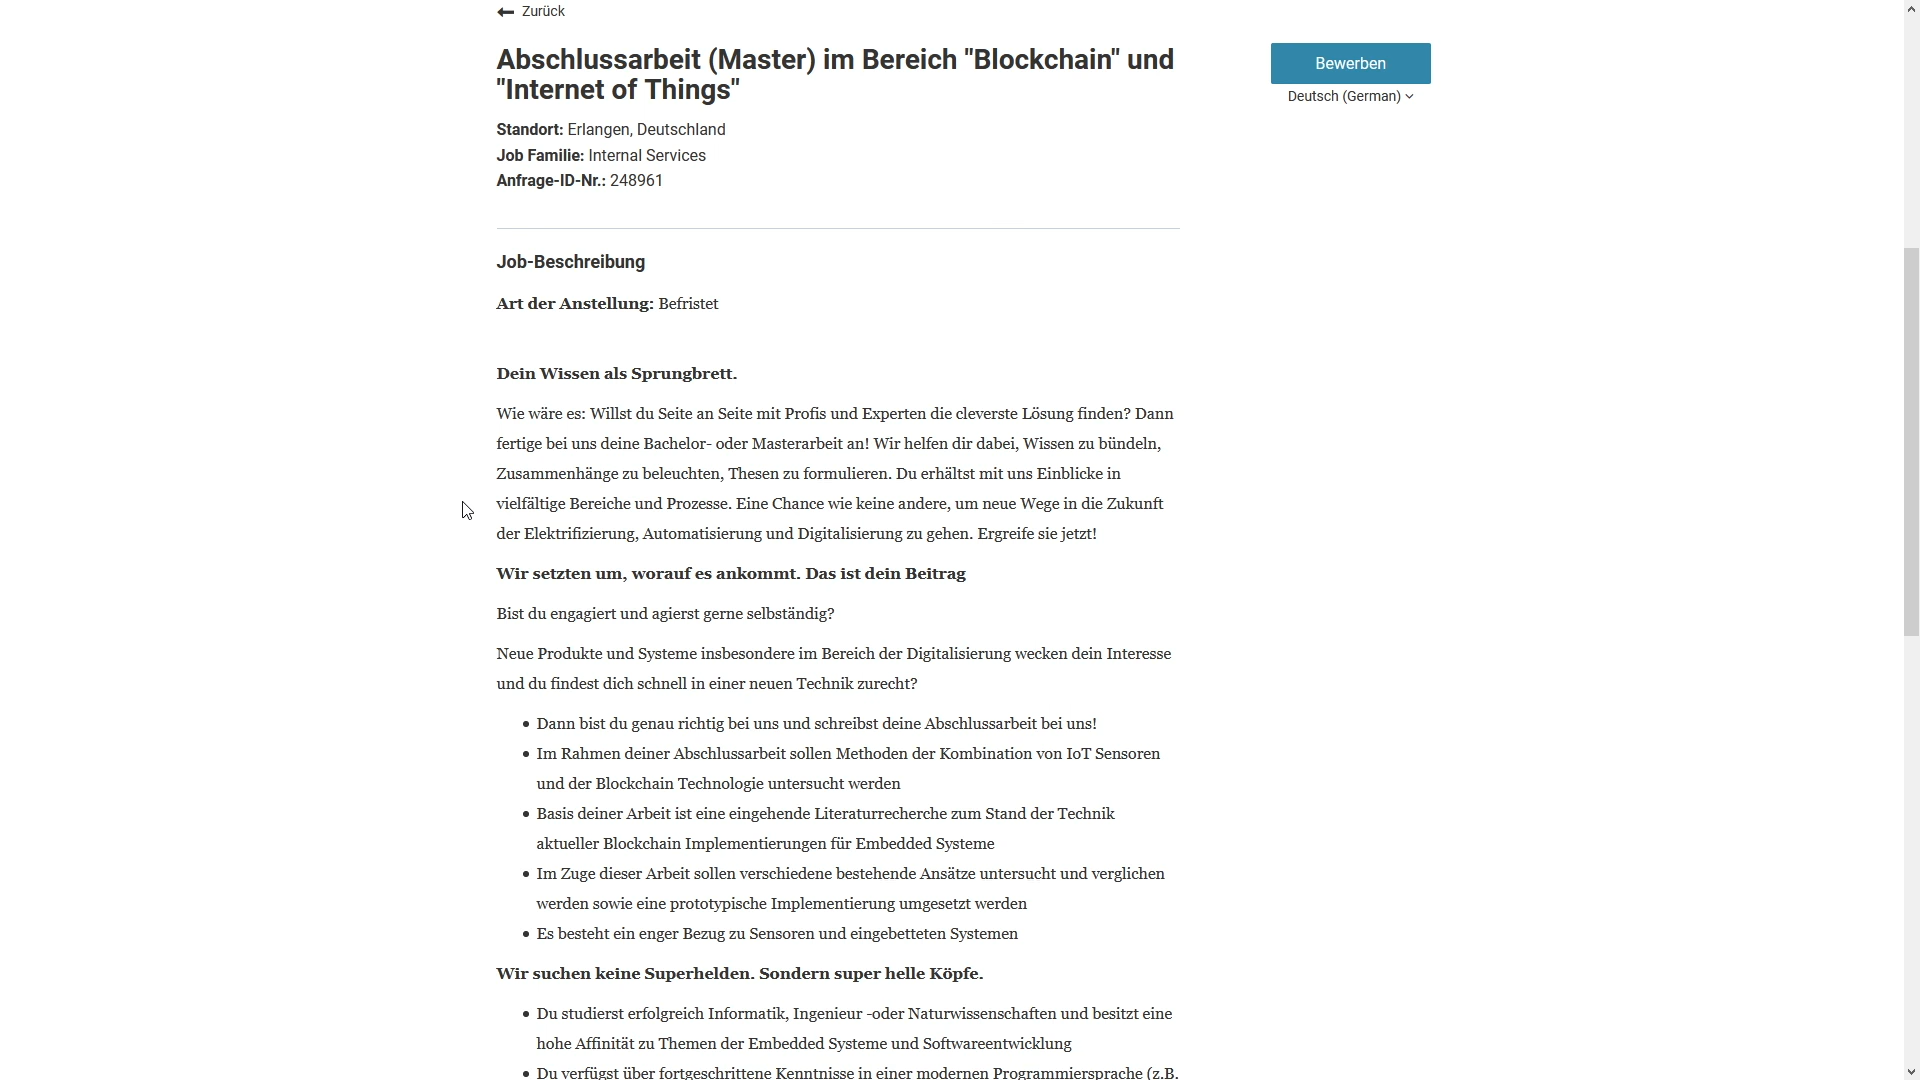 Zurück
Abschlussarbeit (Master) im Bereich "Blockchain" und
"Internet of Things"
Bewerben
Deutsch (German)
Standort: Erlangen, Deutschland
Job Familie: Internal Services
Anfrage-ID-Nr.: 248961
Job-Beschreibung
Art der Anstellung: Befristet
Dein Wissen als Sprungbrett.
Wie wäre es: Willst du Seite an Seite mit Profis und Experten die cleverste Lösung finden? Dann
fertige bei uns deine Bachelor- oder Masterarbeit an! Wir helfen dir dabei, Wissen zu bündeln,
Zusammenhänge zu beleuchten, Thesen zu formulieren. Du erhältst mit uns Einblicke in
vielfältige Bereiche und Prozesse. Eine Chance wie keine andere, um neue Wege in die Zukunft
der Elektrifizierung, Automatisierung und Digitalisierung zu gehen. Ergreife sie jetzt!
Wir setzten um, worauf es ankommt. Das ist dein Beitrag
Bist du engagiert und agierst gerne selbständig?
Neue Produkte und Systeme insbesondere im Bereich der Digitalisierung wecken dein Interesse
und du findest dich schnell in einer neuen Technik zurecht?
• Dann bist du genau richtig bei uns und schreibst deine Abschlussarbeit bei uns!
• Im Rahmen deiner Abschlussarbeit sollen Methoden der Kombination von IoT Sensoren
und der Blockchain Technologie untersucht werden
• Basis deiner Arbeit ist eine eingehende Literaturrecherche zum Stand der Technik
aktueller Blockchain Implementierungen für Embedded Systeme
• Im Zuge dieser Arbeit sollen verschiedene bestehende Ansätze untersucht und verglichen
werden sowie eine prototypische Implementierung umgesetzt werden
• Es besteht ein enger Bezug zu Sensoren und eingebetteten Systemen
Wir suchen keine Superhelden. Sondern super helle Köpfe.
• Du studierst erfolgreich Informatik, Ingenieur -oder Naturwissenschaften und besitzt eine
hohe Affinität zu Themen der Embedded Systeme und Softwareentwicklung
• Du verfügst über fortgeschrittene Kenntnisse in einer modernen Programmiersprache (z.B.